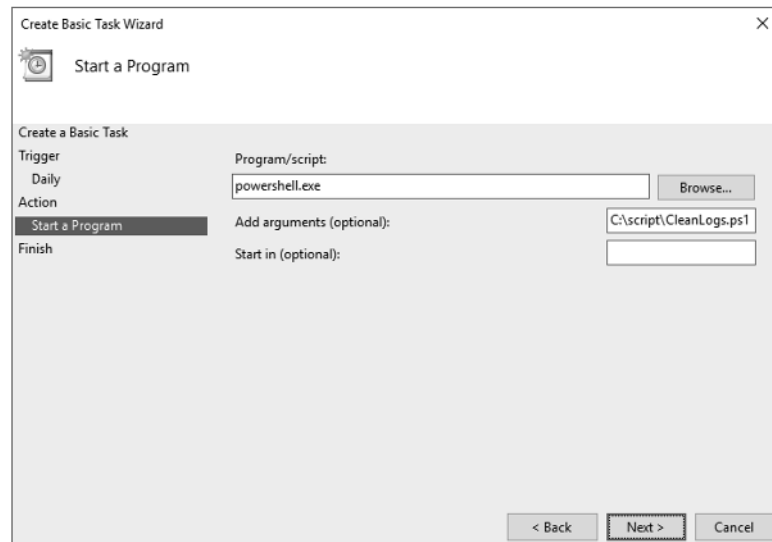 Create Basic Task Wizard
Start a Program
Create a Basic Task
Trigger
Daily
Action
Start a Program
Finish
Program/script:
powershell.exe
Browse...
Add arguments (optional):
C:\script\CleanLogs.ps1
Start in (optional):
< Back
Next >
Cancel